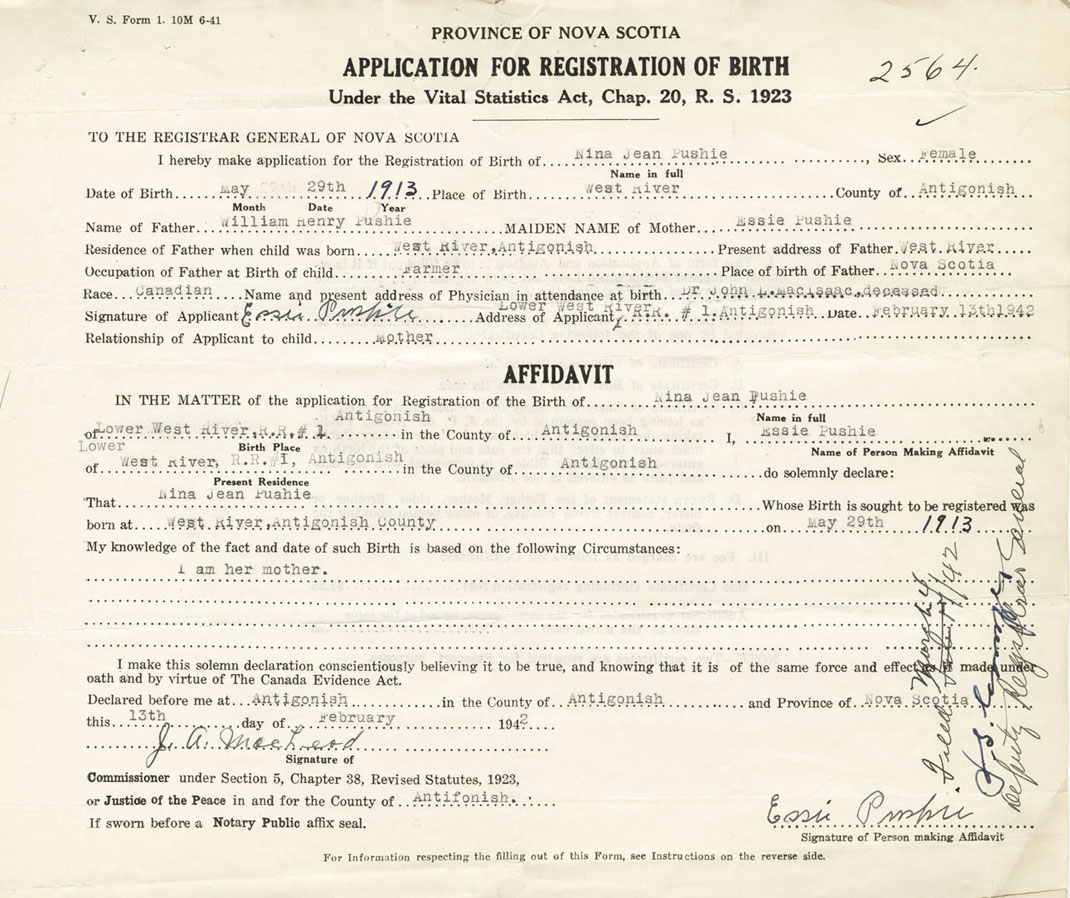 V. S. Form 1. 10M 6-41
PROVINCE OF NOVA SCOTIA
APPLICATION FOR REGISTRATION OF BIRTH
2564.
Under the Vital Statistics Act, Chap. 20, R. S. 1923
TO THE REGISTRAR GENERAL OF NOVA SCOTIA
I hereby make application for the Registration of Birth of Nina Jean Pushie, Sex Female
Name in full
Date of Birth May 29th 1913 Place of Birth West River County of Antigonish
Month Date Year
Name of Father William Henry Pushie MAIDEN NAME of Mother Essie Pushie
Residence of Father when child was born West River, Antigonish Present address of Father West River
Occupation of Father at Birth of child Farmer Place of birth of Father Nova Scotia
Race Canadian Name and present address of Physician in attendance at birth Dr John L. MacIsaac, deceased
Signature of Applicant Essie Pushie Address of Applicant Lower West River, R.R. # 1. Antigonish Date February 13th 1942
Relationship of Applicant to child mother
AFFIDAVIT
IN THE MATTER of the application for Registration of the Birth of Nina Jean Pushie
Name in full
of Lower West River, R.R. # 1. Antigonish in the County of Antigonish I, Essie Pushie
Birth Place Name of Person Making Affidavit
of Lower West River, R.R. #1, Antigonish in the County of Antigonish do solemnly declare:
Present Residence
That Nina Jean Pushie Whose Birth is sought to be registered was
born at West River, Antigonish County on May 29th 1913
My knowledge of the fact and date of such Birth is based on the following Circumstances:
I am her mother.
I make this solemn declaration conscientiously believing it to be true, and knowing that it is of the same force and effect as if made under
oath and by virtue of The Canada Evidence Act.
Declared before me at Antigonish in the County of Antigonish and Province of Nova Scotia
this 13th day of February 1942
J. A. MacLeod
Signature of
Commissioner under Section 5, Chapter 38, Revised Statutes, 1923,
or Justice of the Peace in and for the County of Antifonish.
If sworn before a Notary Public affix seal.
Essie Pushie
Signature of Person making Affidavit
For Information respecting the filling out of this Form, see Instructions on the reverse side.
Filed March 4/42
Deputy Registrar General